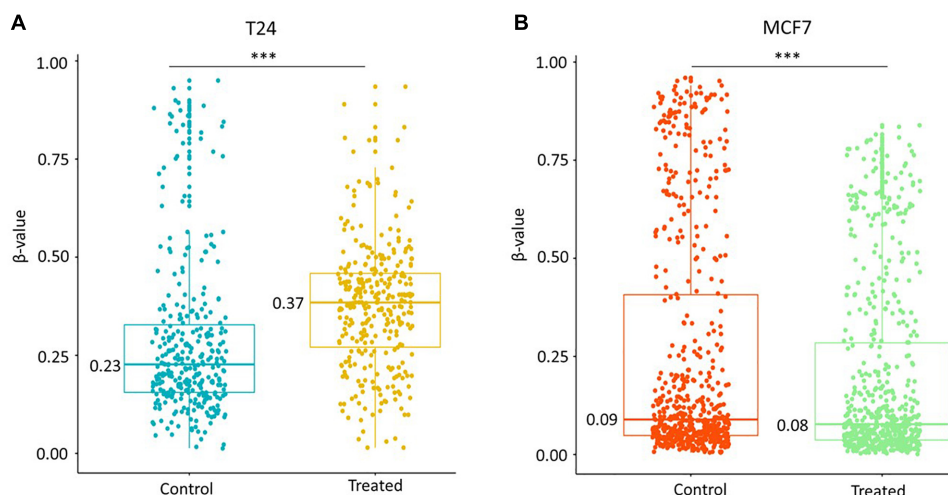 A
T24
***
1.00
0.75
0.50
0.25
0.00
β-value
0.23
0.37
Control
Treated
B
MCF7
***
1.00
0.75
0.50
0.25
0.00
β-value
0.09
0.08
Control
Treated